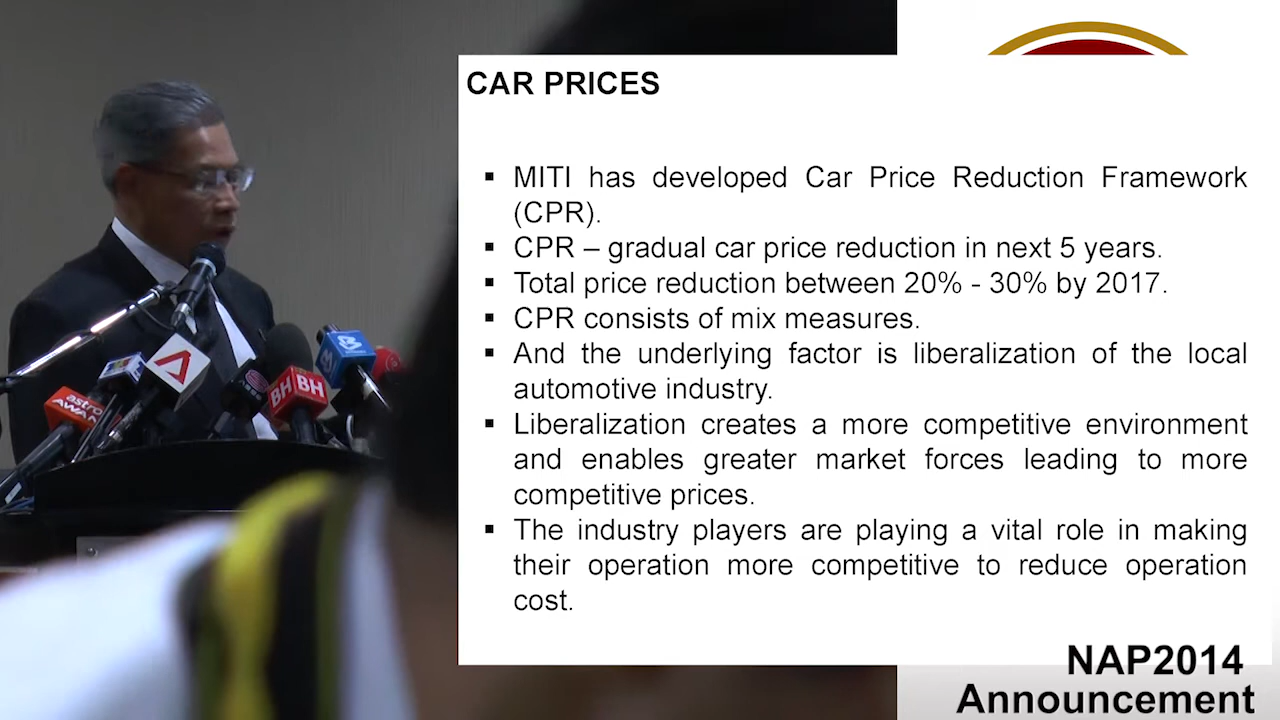 CAR PRICES
▪ MITI has developed Car Price Reduction Framework
(CPR).
▪ CPR – gradual car price reduction in next 5 years.
▪ Total price reduction between 20% - 30% by 2017.
▪ CPR consists of mix measures.
▪ And the underlying factor is liberalization of the local
automotive industry.
▪ Liberalization creates a more competitive environment
and enables greater market forces leading to more
competitive prices.
▪ The industry players are playing a vital role in making
their operation more competitive to reduce operation
cost.
NAP2014
Announcement
astro
AWANI
BH BH